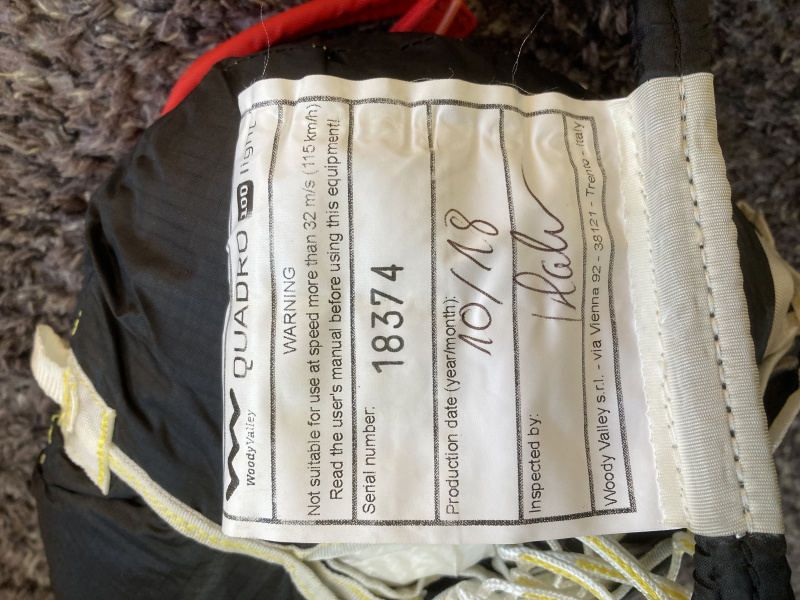 WoodyValley QUADRO 100 light
WARNING
Not suitable for use at speed more than 32 m/s (115 km/h)
Read the user's manual before using this equipment!
Serial number: 18374
Production date (year/month): 10/18
Inspected by:
Woody Valley s.r.l. - via Vienna 92 - 38121 - Trento - Italy